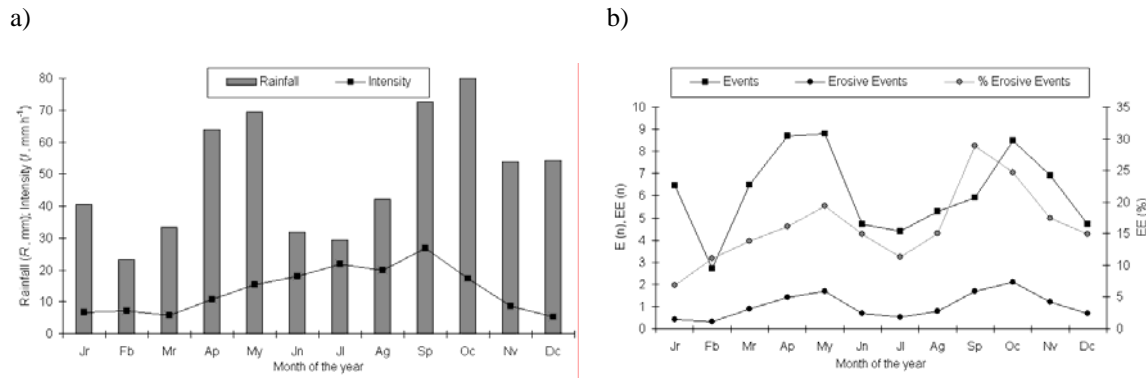 a)
b)
Rainfall Intensity
Rainfall (R, mm); Intensity (I, mm h-1)
80
70
60
50
40
30
20
10
0
Jr Fb Mr Ap My Jn Jl Ag Sp Oc Nv Dc
Month of the year
Events Erosive Events % Erosive Events
E (n), EE (n)
10
9
8
7
6
5
4
3
2
1
0
35
30
25
20
15
10
5
0
EE (%)
Jr Fb Mr Ap My Jn Jl Ag Sp Oc Nv Dc
Month of the year